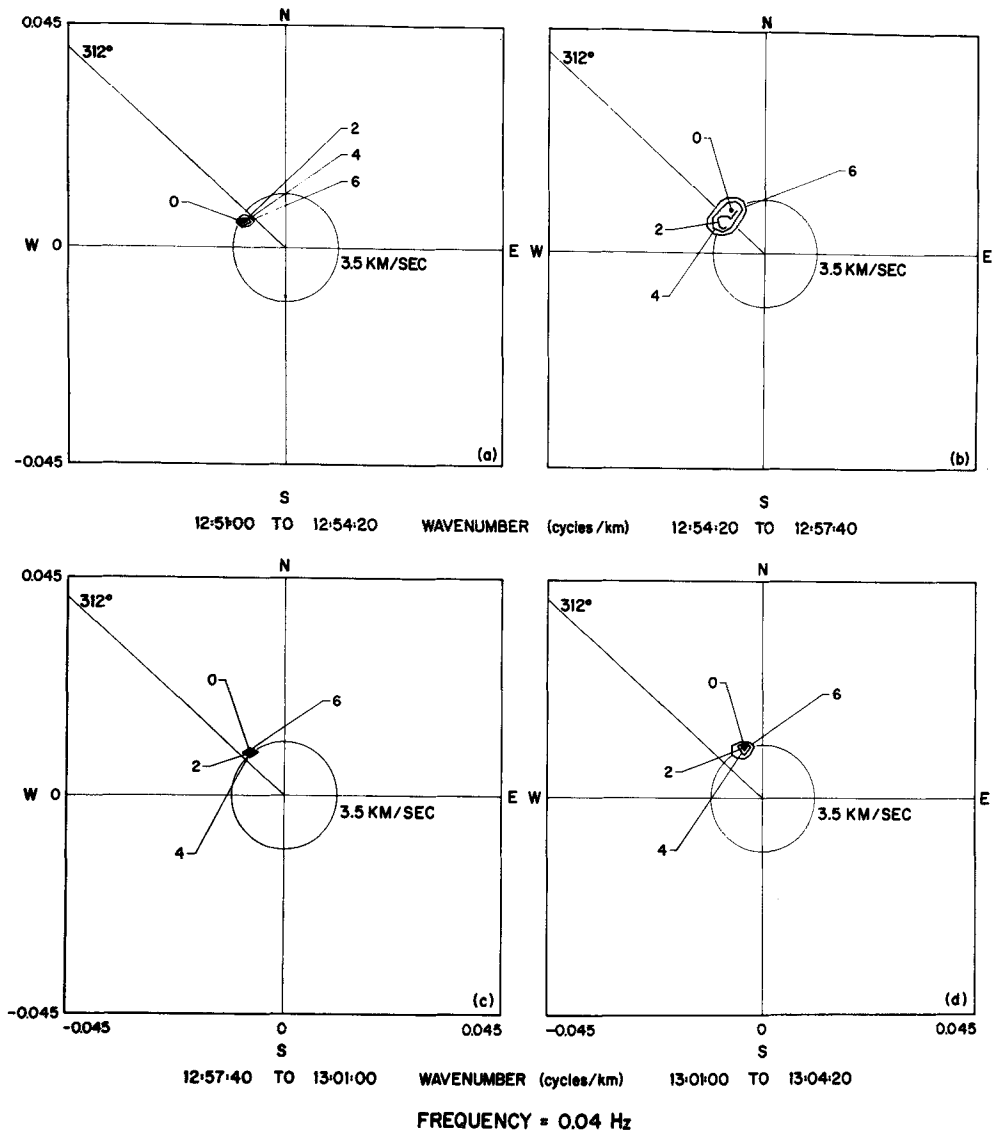 0.045 N N
312° 312°
2 0
4 6
0 6
2
W 0 E W E
3.5 KM/SEC 3.5 KM/SEC
4
-0.045 (a) (b)
S S
12:51:00 TO 12:54:20 WAVENUMBER (cycles/km) 12:54:20 TO 12:57:40
0.045 N N
312° 312°
0 0
6 6
2 2
W 0 E W E
3.5 KM/SEC 3.5 KM/SEC
4 4
-0.045 (c) (d)
-0.045 0 0.045 -0.045 0 0.045
S S
12:57:40 TO 13:01:00 WAVENUMBER (cycles/km) 13:01:00 TO 13:04:20
FREQUENCY = 0.04 Hz